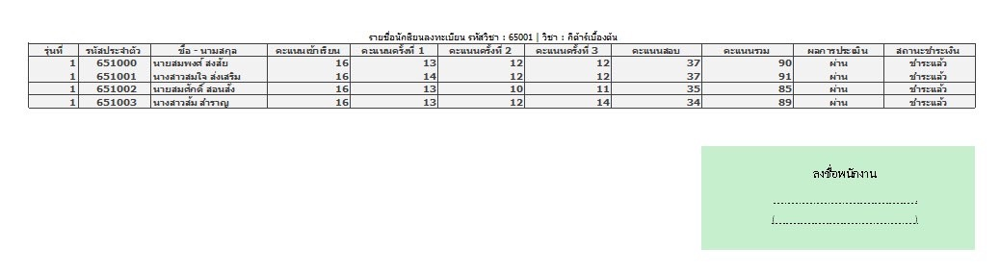 รายชื่อนักเรียนลงทะเบียน รหัสวิชา : 65001 | วิชา : กีต้าร์เบื้องต้น
รุ่นที่ รหัสประจำตัว ชื่อ - นามสกุล คะแนนเข้าเรียน คะแนนครั้งที่ 1 คะแนนครั้งที่ 2 คะแนนครั้งที่ 3 คะแนนสอบ คะแนนรวม ผลการประเมิน สถานะชำระเงิน
1 651000 นายสมพงศ์ สงสัย 16 13 12 12 37 90 ผ่าน ชำระแล้ว
1 651001 นางสาวสมใจ ส่งเสริม 16 14 12 12 37 91 ผ่าน ชำระแล้ว
1 651002 นายสมศักดิ์ สอนสั่ง 16 13 10 11 35 85 ผ่าน ชำระแล้ว
1 651003 นางสาวส้ม สำราญ 16 13 12 14 34 89 ผ่าน ชำระแล้ว
ลงชื่อพนักงาน
......................................
(......................................)